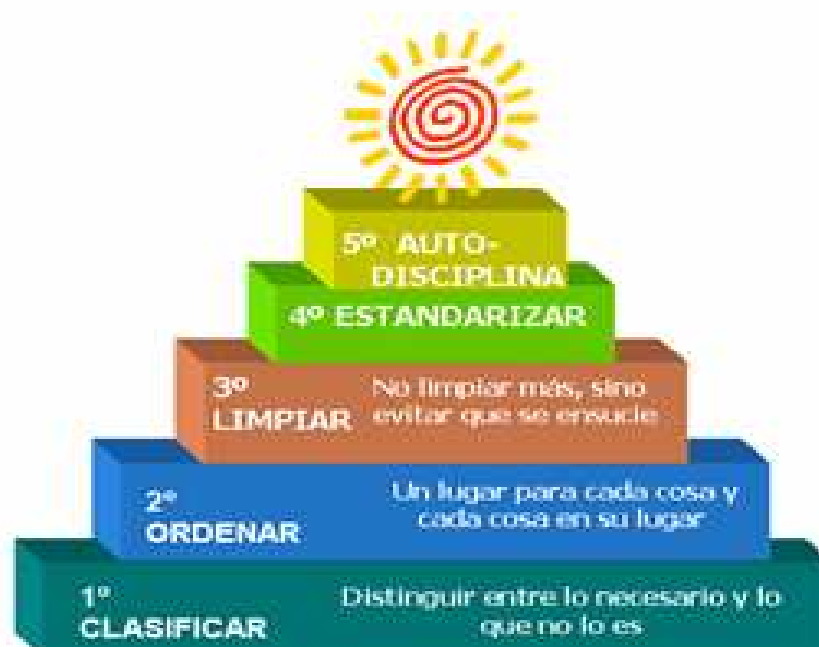 5º AUTO-
DISCIPLINA
4º ESTANDARIZAR
3º
LIMPIAR
No limpiar más, sino
evitar que se ensucie
2º
ORDENAR
Un lugar para cada cosa y
cada cosa en su lugar
1º
CLASIFICAR
Distinguir entre lo necesario y lo
que no lo es